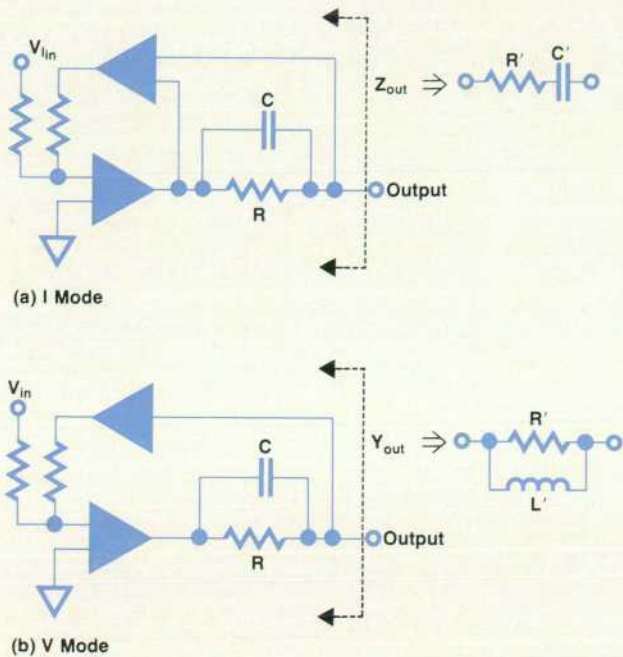 V_Iin
C
R
Z_out ⇒
R′ C′
Output
(a) I Mode
V_in
C
R
Y_out ⇒
R′
L′
Output
(b) V Mode